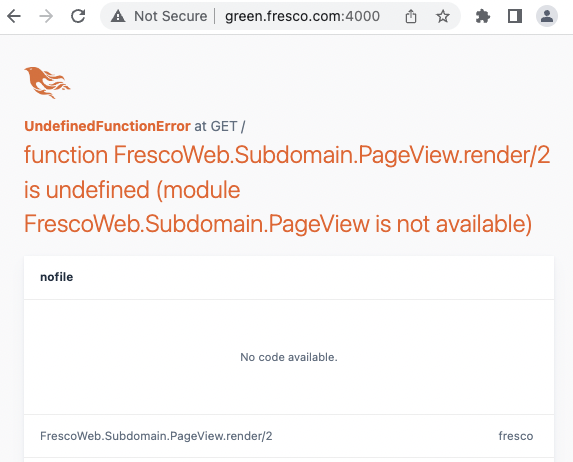 Not Secure green.fresco.com:4000
UndefinedFunctionError at GET /
function FrescoWeb.Subdomain.PageView.render/2
is undefined (module
FrescoWeb.Subdomain.PageView is not available)
nofile
No code available.
FrescoWeb.Subdomain.PageView.render/2 fresco